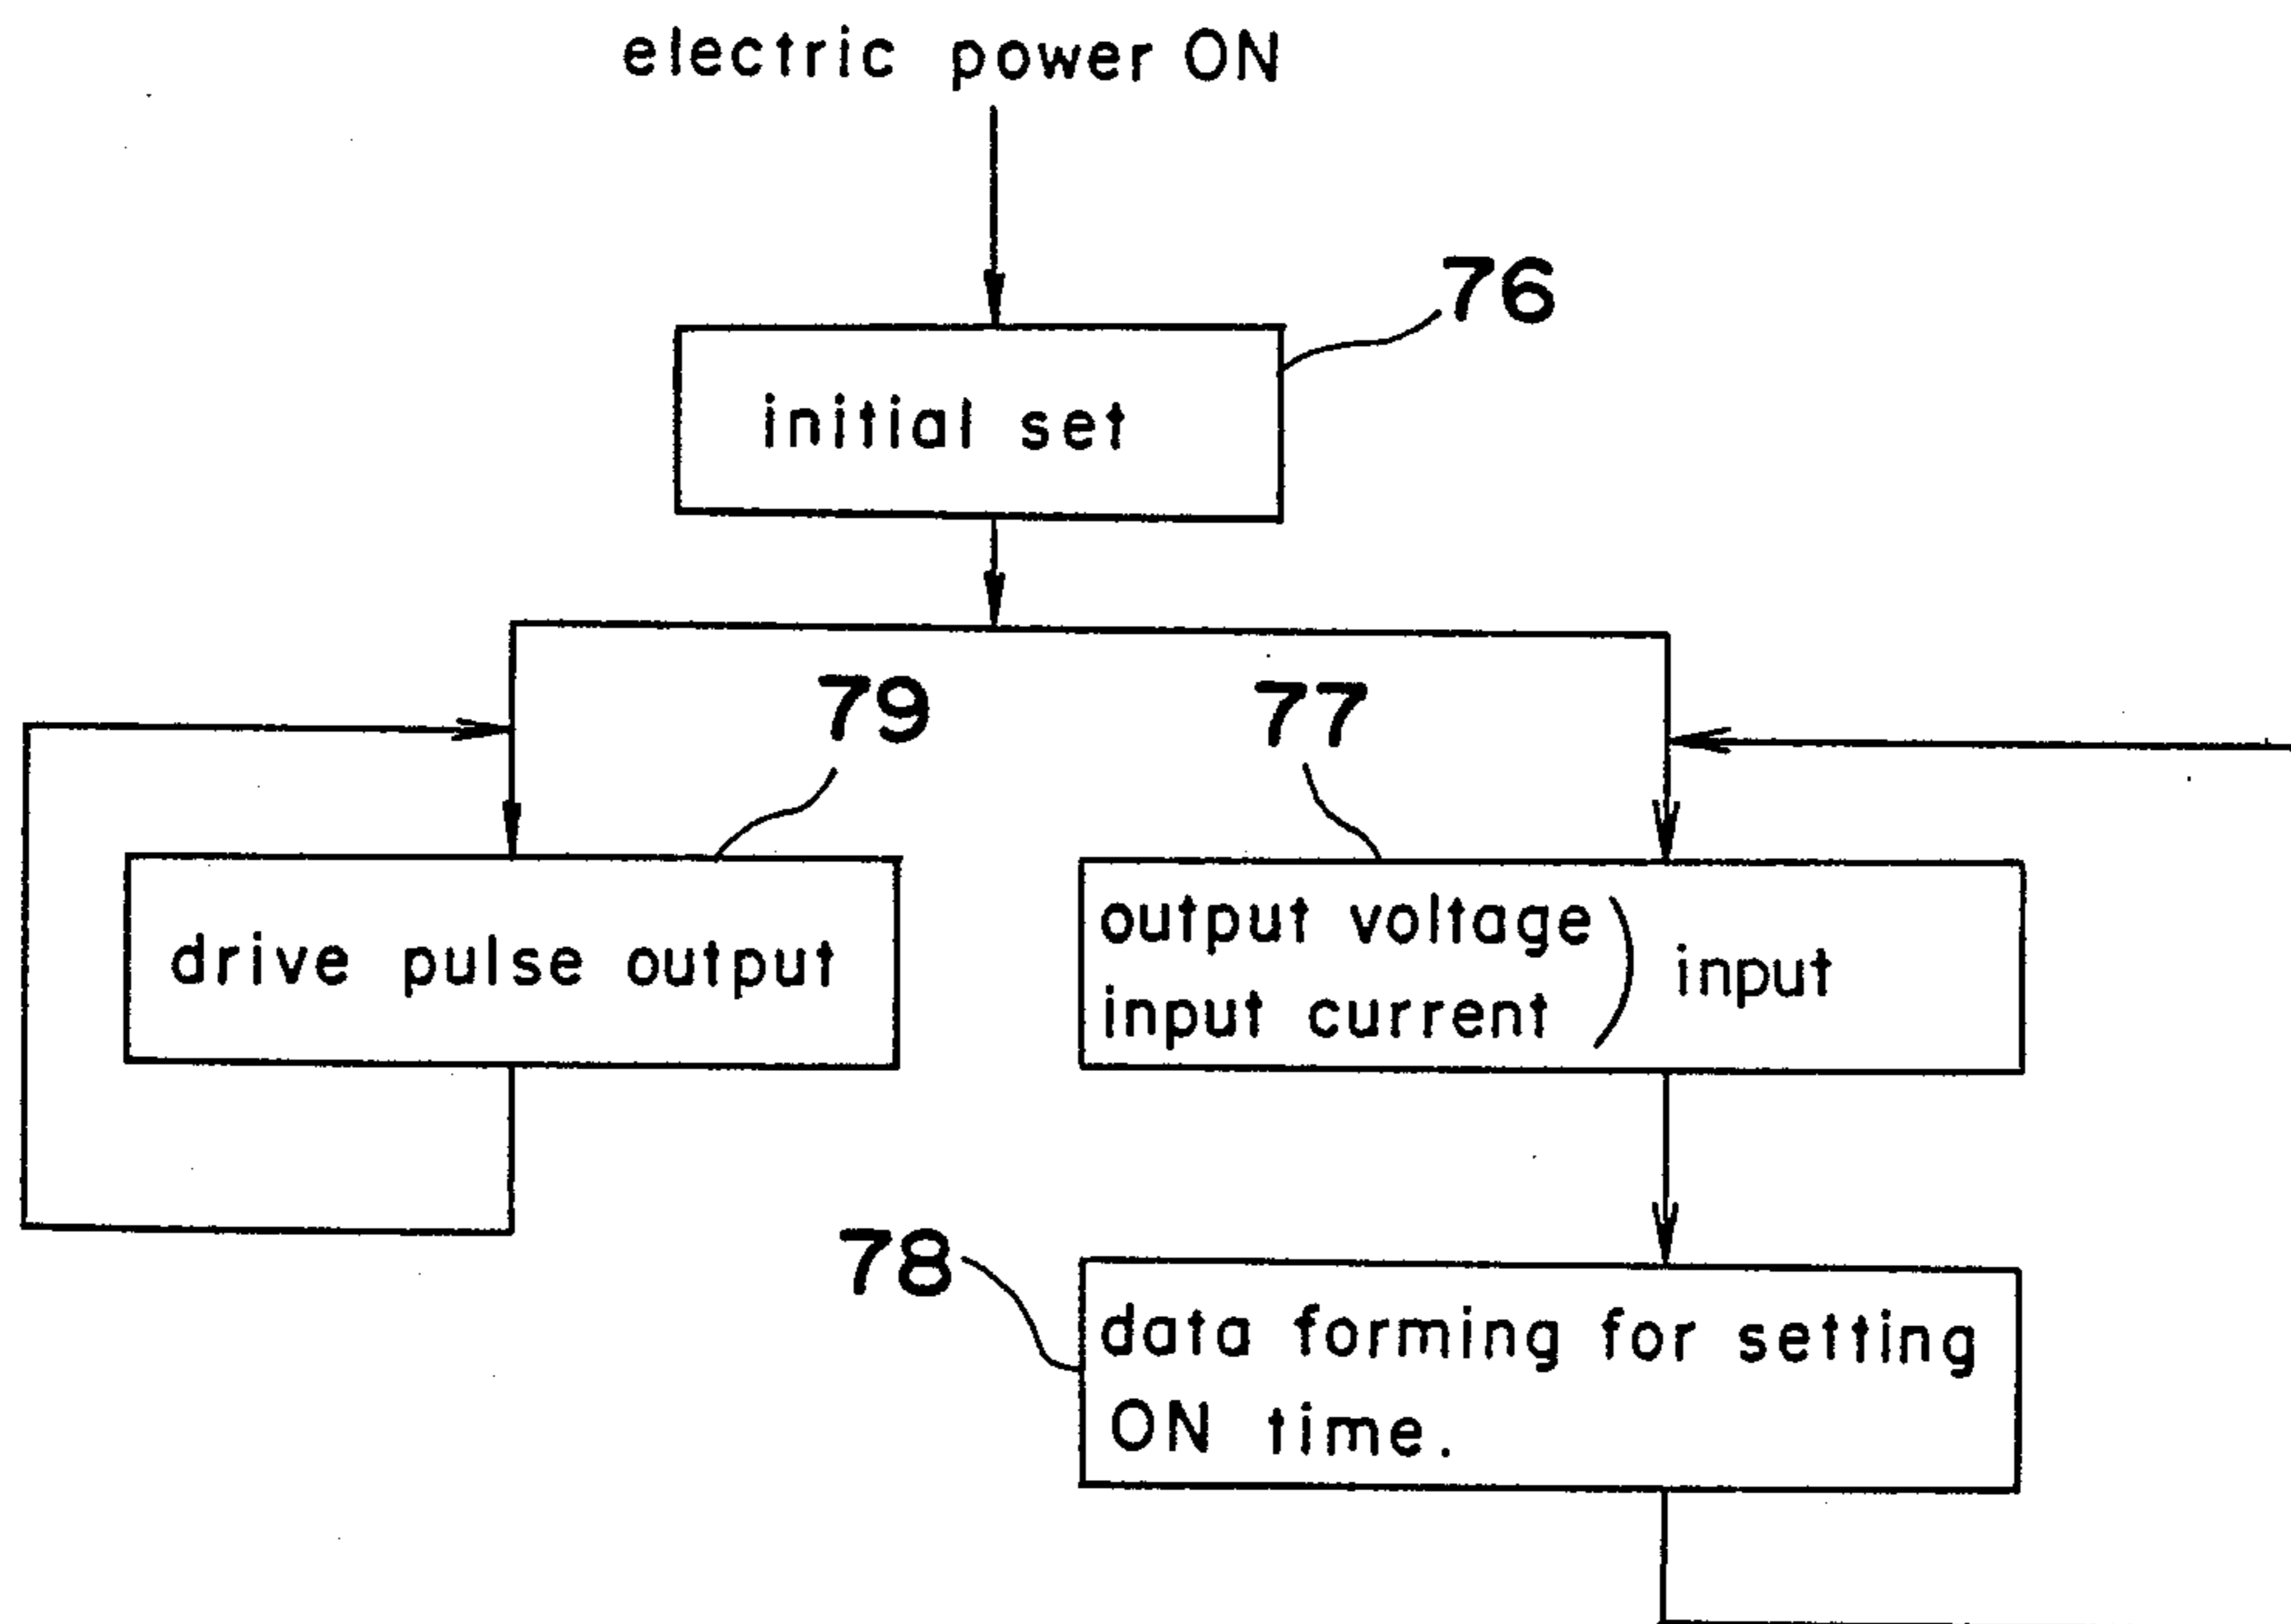 electric power ON
76
initial set
79
77
drive pulse output
output voltage
input current
) input
78
data forming for setting
ON time.